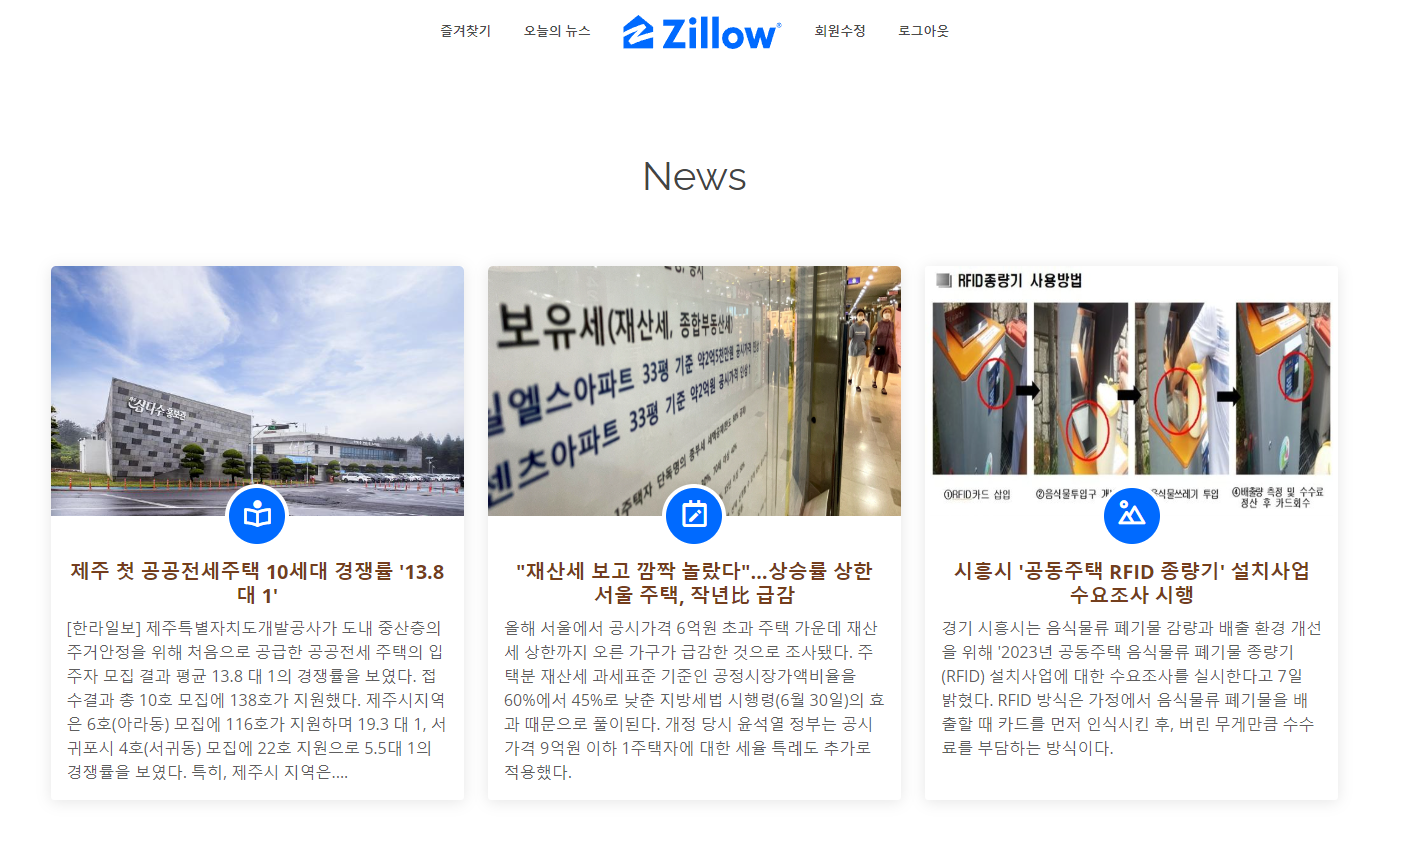 즐겨찾기 오늘의 뉴스 Zillow® 회원수정 로그아웃
News
삼다수 홍보관
공시
보유세(재산세, 종합부동산세)
릴엘스아파트 33평 기준 약2억5천만원 공시가격 인상!
센츠아파트 33평 기준 약2억원 공시가격 인상!
1주택자 단독명의 종부세
RFID종량기 사용방법
①RFID카드 삽입
②음식물투입구
음식물쓰레기 투입
④배출량 측정 및 수수료
정산 후 카드회수
제주 첫 공공전세주택 10세대 경쟁률 '13.8
대 1'
[한라일보] 제주특별자치도개발공사가 도내 중산층의
주거안정을 위해 처음으로 공급한 공공전세 주택의 입
주자 모집 결과 평균 13.8 대 1의 경쟁률을 보였다. 접
수결과 총 10호 모집에 138호가 지원했다. 제주시지역
은 6호(아라동) 모집에 116호가 지원하며 19.3 대 1, 서
귀포시 4호(서귀동) 모집에 22호 지원으로 5.5대 1의
경쟁률을 보였다. 특히, 제주시 지역은....
"재산세 보고 깜짝 놀랐다"...상승률 상한
서울 주택, 작년比 급감
올해 서울에서 공시가격 6억원 초과 주택 가운데 재산
세 상한까지 오른 가구가 급감한 것으로 조사됐다. 주
택분 재산세 과세표준 기준인 공정시장가액비율을
60%에서 45%로 낮춘 지방세법 시행령(6월 30일)의 효
과 때문으로 풀이된다. 개정 당시 윤석열 정부는 공시
가격 9억원 이하 1주택자에 대한 세율 특례도 추가로
적용했다.
시흥시 '공동주택 RFID 종량기' 설치사업
수요조사 시행
경기 시흥시는 음식물류 폐기물 감량과 배출 환경 개선
을 위해 '2023년 공동주택 음식물류 폐기물 종량기
(RFID) 설치사업에 대한 수요조사를 실시한다고 7일
밝혔다. RFID 방식은 가정에서 음식물류 폐기물을 배
출할 때 카드를 먼저 인식시킨 후, 버린 무게만큼 수수
료를 부담하는 방식이다.